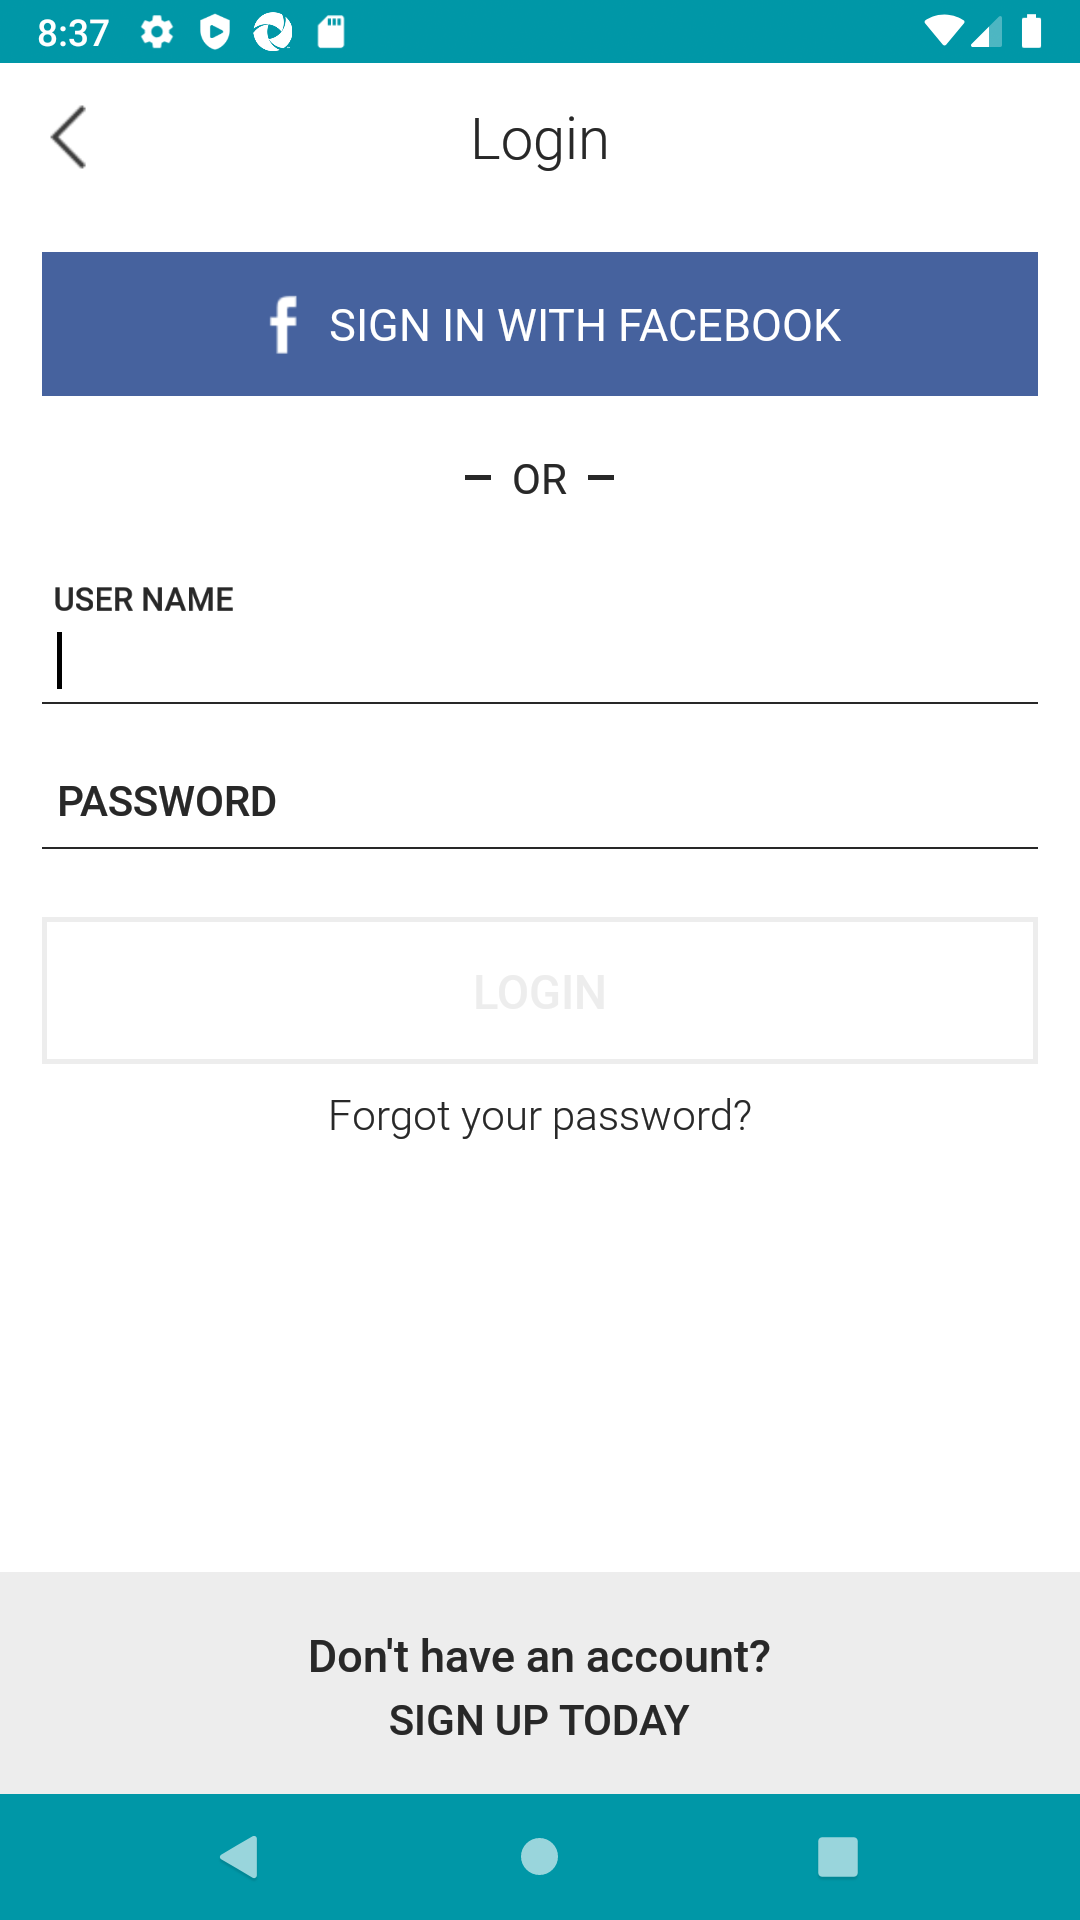 8:37
Login
f SIGN IN WITH FACEBOOK
– OR –
USER NAME
PASSWORD
LOGIN
Forgot your password?
Don't have an account?
SIGN UP TODAY